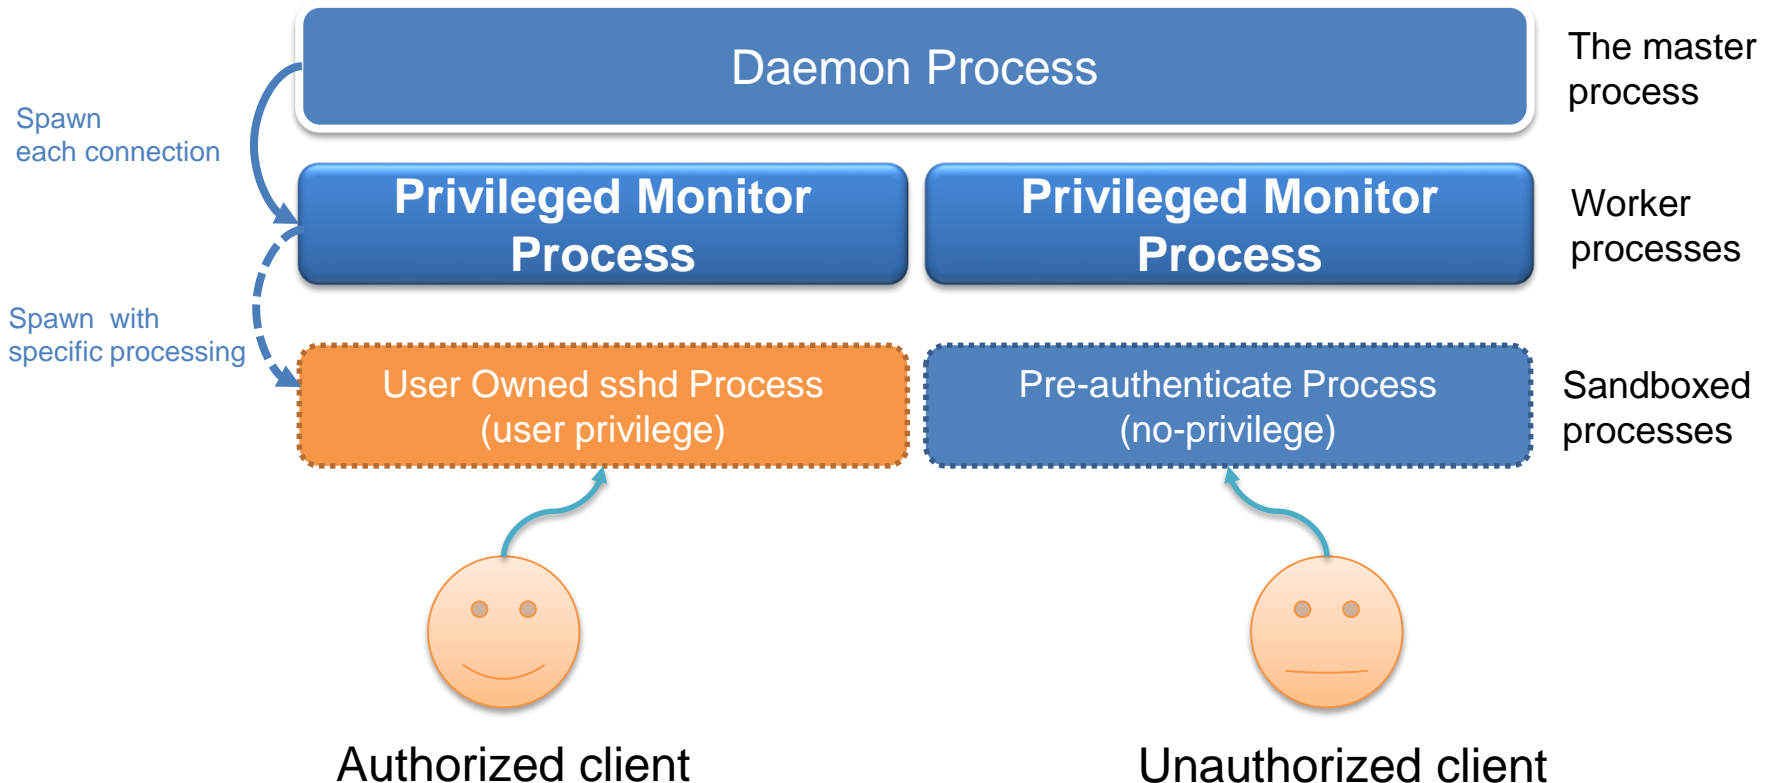 Daemon Process
The master
process
Spawn
each connection
Privileged Monitor
Process
Privileged Monitor
Process
Worker
processes
Spawn with
specific processing
User Owned sshd Process
(user privilege)
Pre-authenticate Process
(no-privilege)
Sandboxed
processes
Authorized client
Unauthorized client